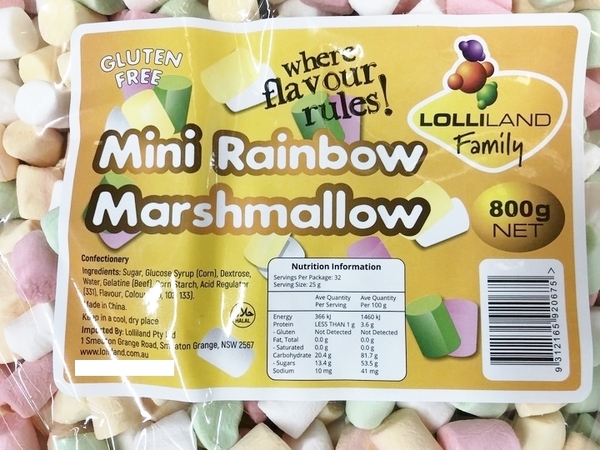 GLUTEN
FREE
where
flavour
rules!
LOLLILAND
Family
Mini Rainbow
Marshmallow
800g
NET
Confectionery
Ingredients: Sugar, Glucose Syrup (Corn), Dextrose,
Water, Gelatine (Beef), Corn Starch, Acid Regulator
(331), Flavour, 133).
Made in China.
Keep in a cool, dry place
Imported By: Lolliland Pty Ltd
1 Smeaton Grange Road, Smeaton Grange, NSW 2567
www.lolliland.com.au
حلال
HALAL
Nutrition Information
Servings Per Package: 32
Serving Size: 25 g
Ave Quantity Per Serving Ave Quantity Per 100 g
Energy 366 kj 1460 kJ
Protein LESS THAN 1 g 3.6 g
- Gluten Not Detected Not Detected
Fat, Total 0.0 g 0.0 g
- Saturated 0.0 g 0.0 g
Carbohydrate 20.4 g 81.7 g
- Sugars 13.4 g 53.5 g
Sodium 10 mg 41 mg
9 312165 920675 >